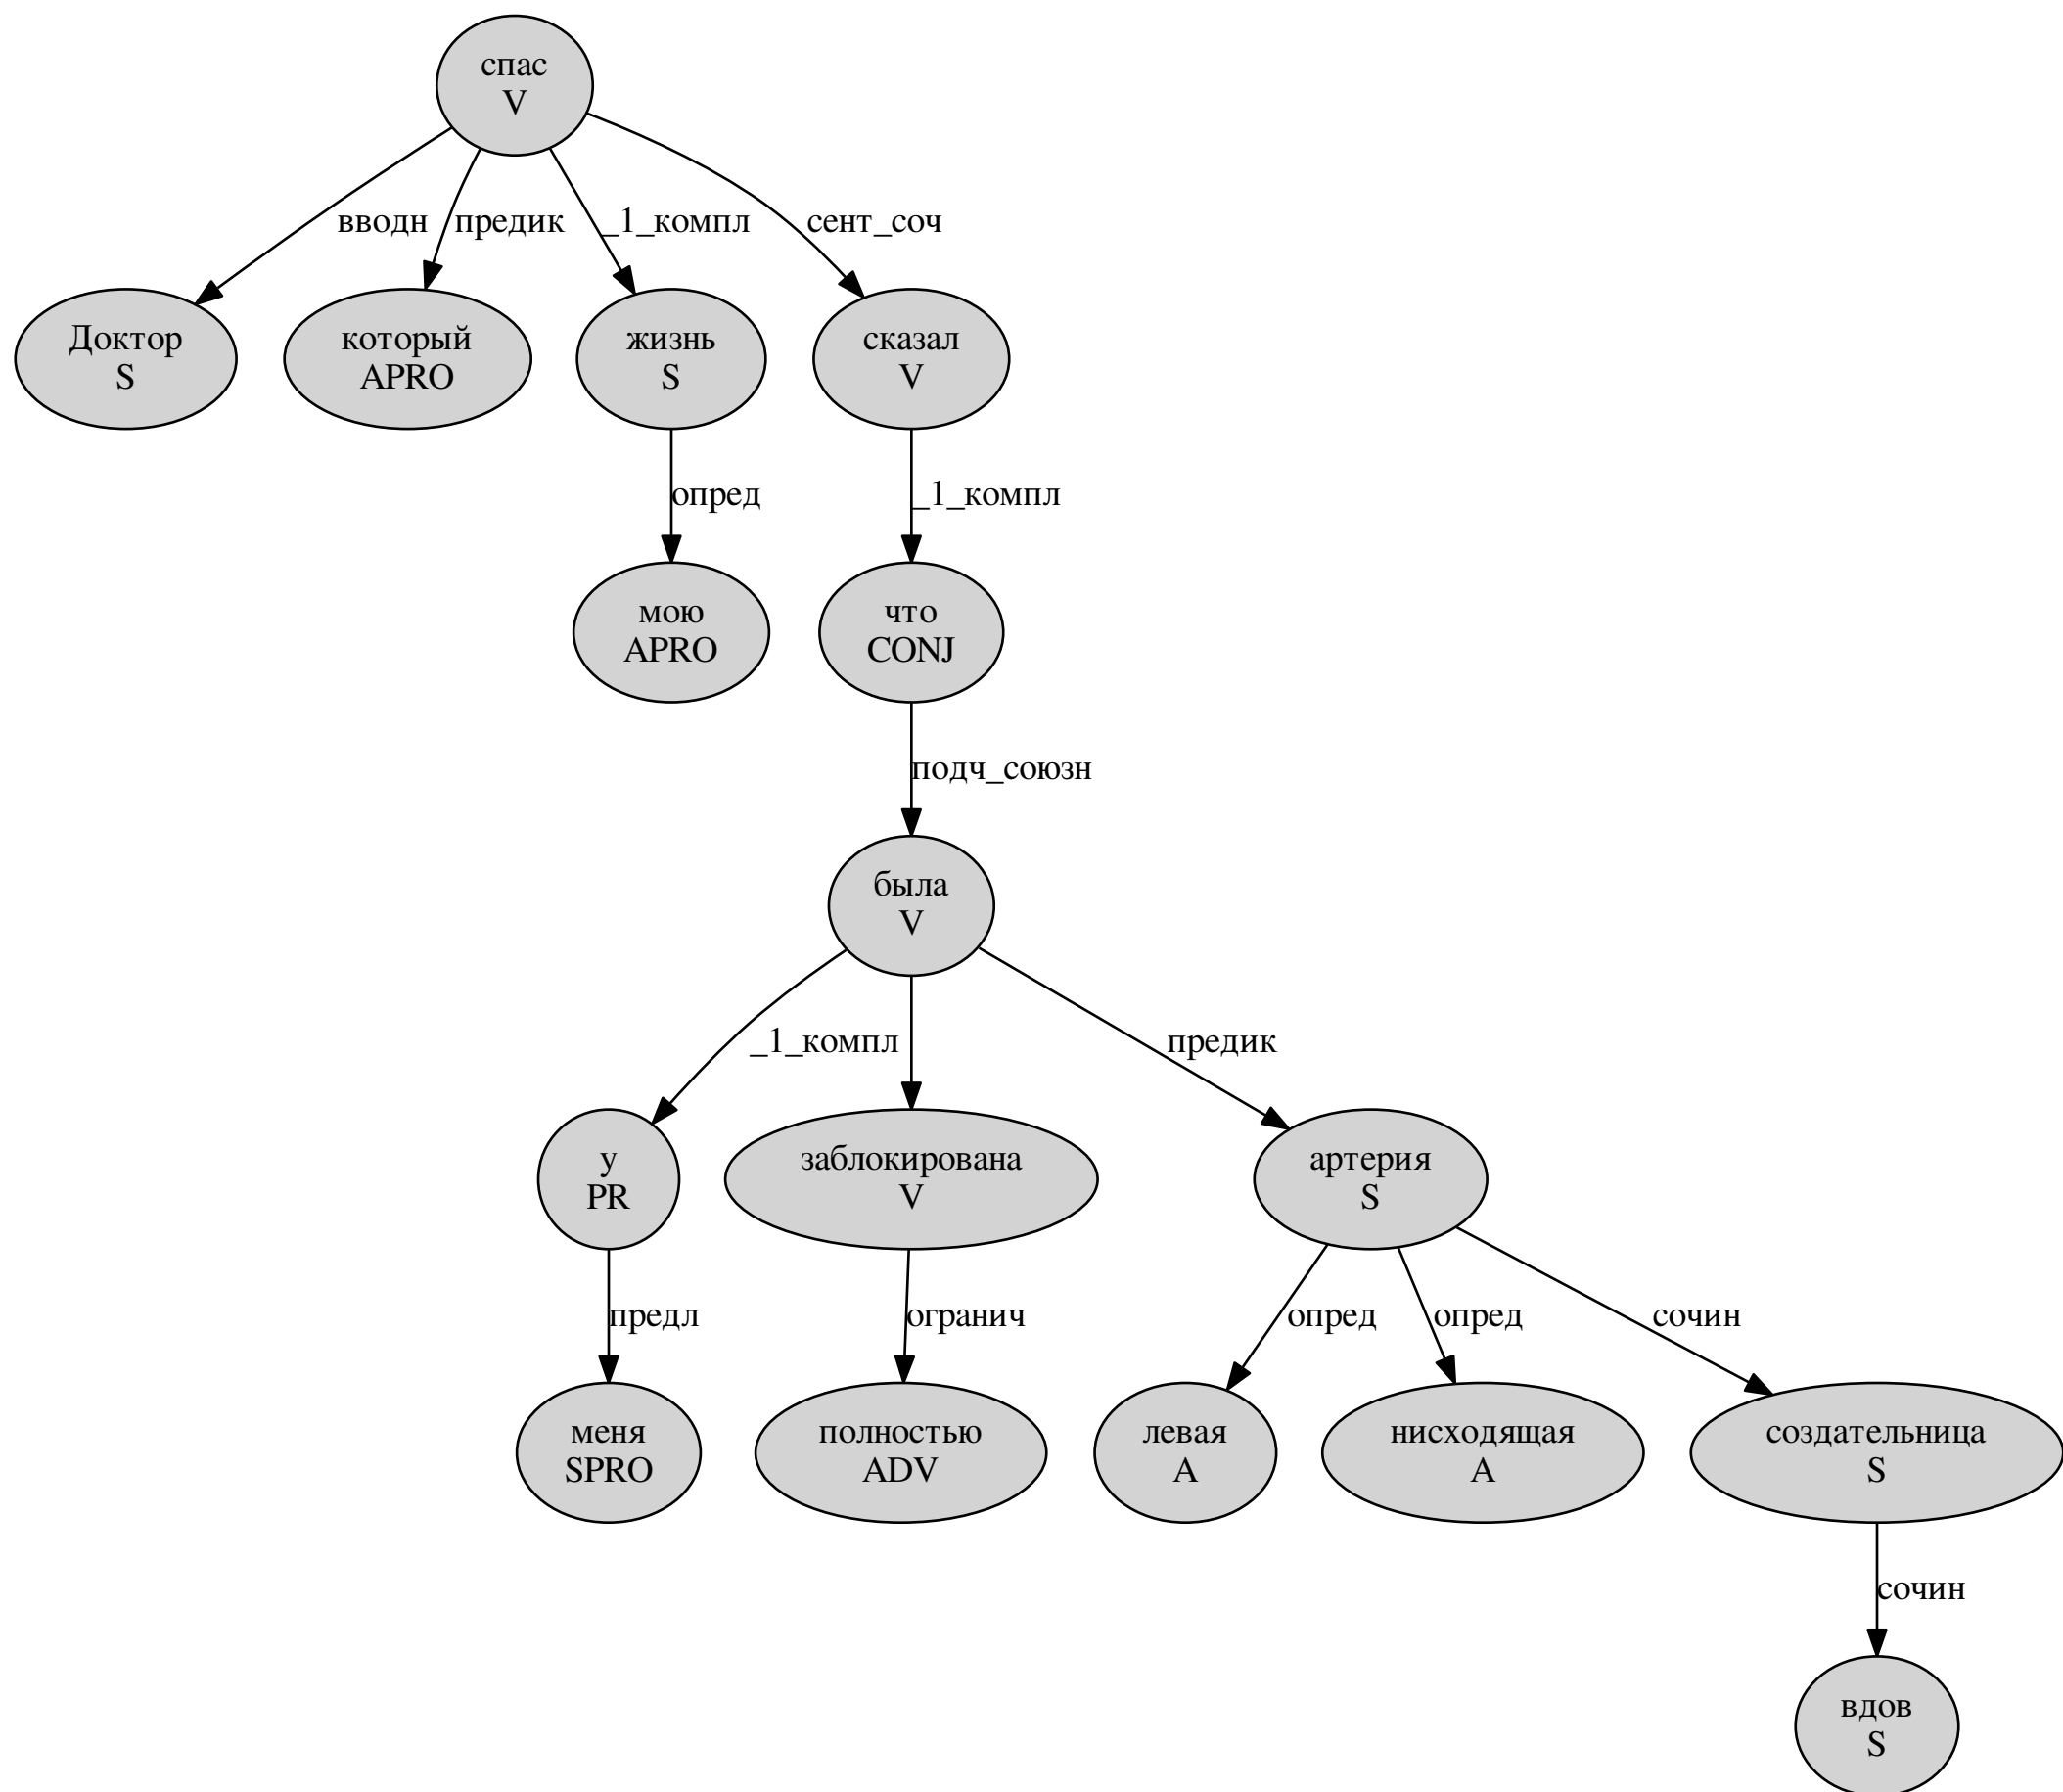 спас
V
вводн
предик
_1_компл
сент_соч
Доктор
S
который
APRO
жизнь
S
сказал
V
опред
_1_компл
мою
APRO
что
CONJ
подч_союзн
была
V
_1_компл
предик
у
PR
заблокирована
V
артерия
S
предл
огранич
опред
опред
сочин
меня
SPRO
полностью
ADV
левая
A
нисходящая
A
создательница
S
сочин
вдов
S